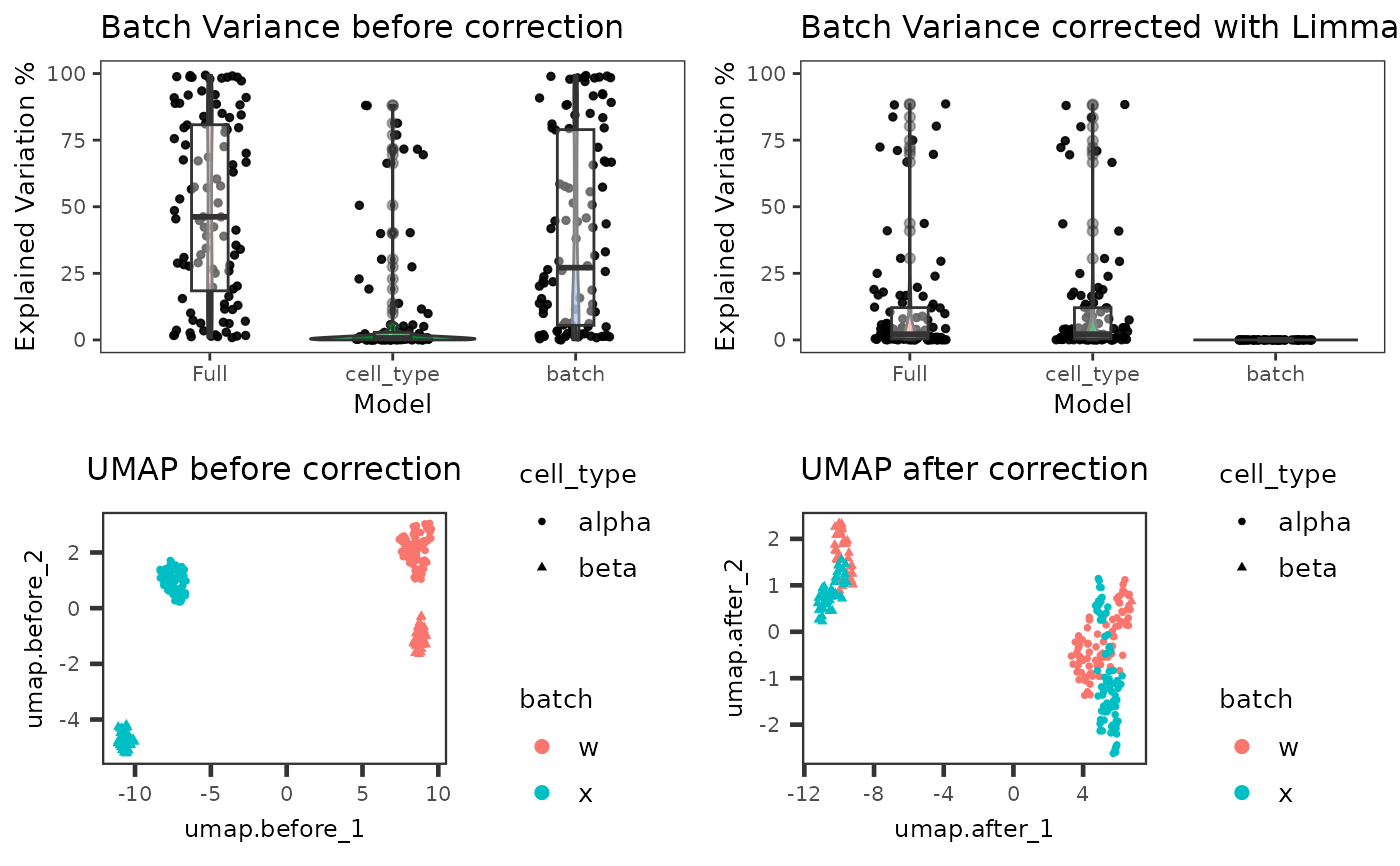 Batch Variance before correction
Explained Variation %
100
75
50
25
0
Full cell_type batch
Model
Batch Variance corrected with Limma
Explained Variation %
100
75
50
25
0
Full cell_type batch
Model
UMAP before correction
umap.before_2
2
0
-2
-4
-10 -5 0 5 10
umap.before_1
cell_type
alpha
beta
batch
w
x
UMAP after correction
umap.after_2
2
1
0
-1
-2
-12 -8 -4 0 4
umap.after_1
cell_type
alpha
beta
batch
w
x